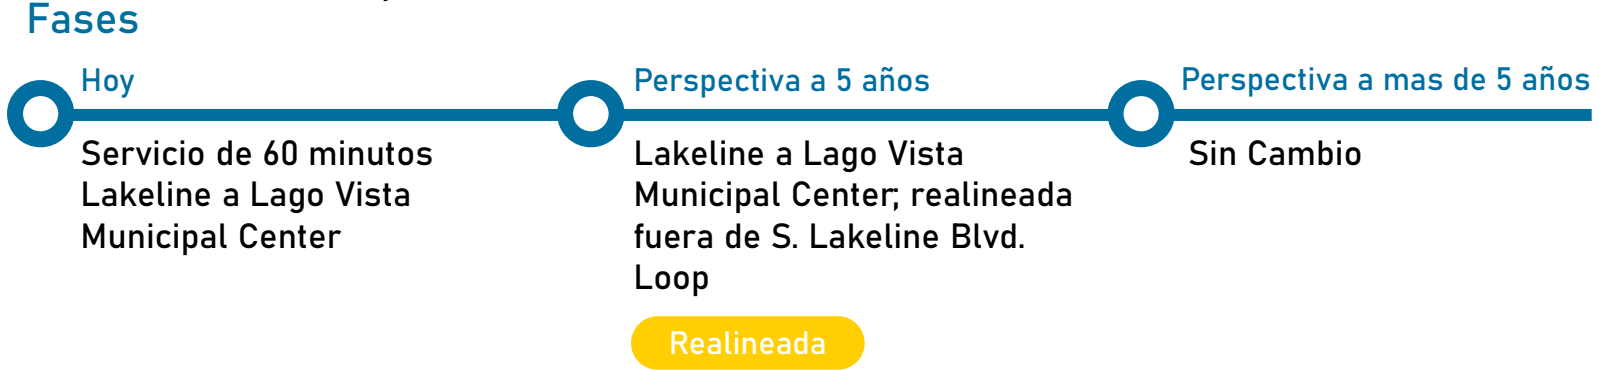 Fases
Hoy
Servicio de 60 minutos
Lakeline a Lago Vista
Municipal Center
Perspectiva a 5 años
Lakeline a Lago Vista
Municipal Center; realineada
fuera de S. Lakeline Blvd.
Loop
Realineada
Perspectiva a mas de 5 años
Sin Cambio